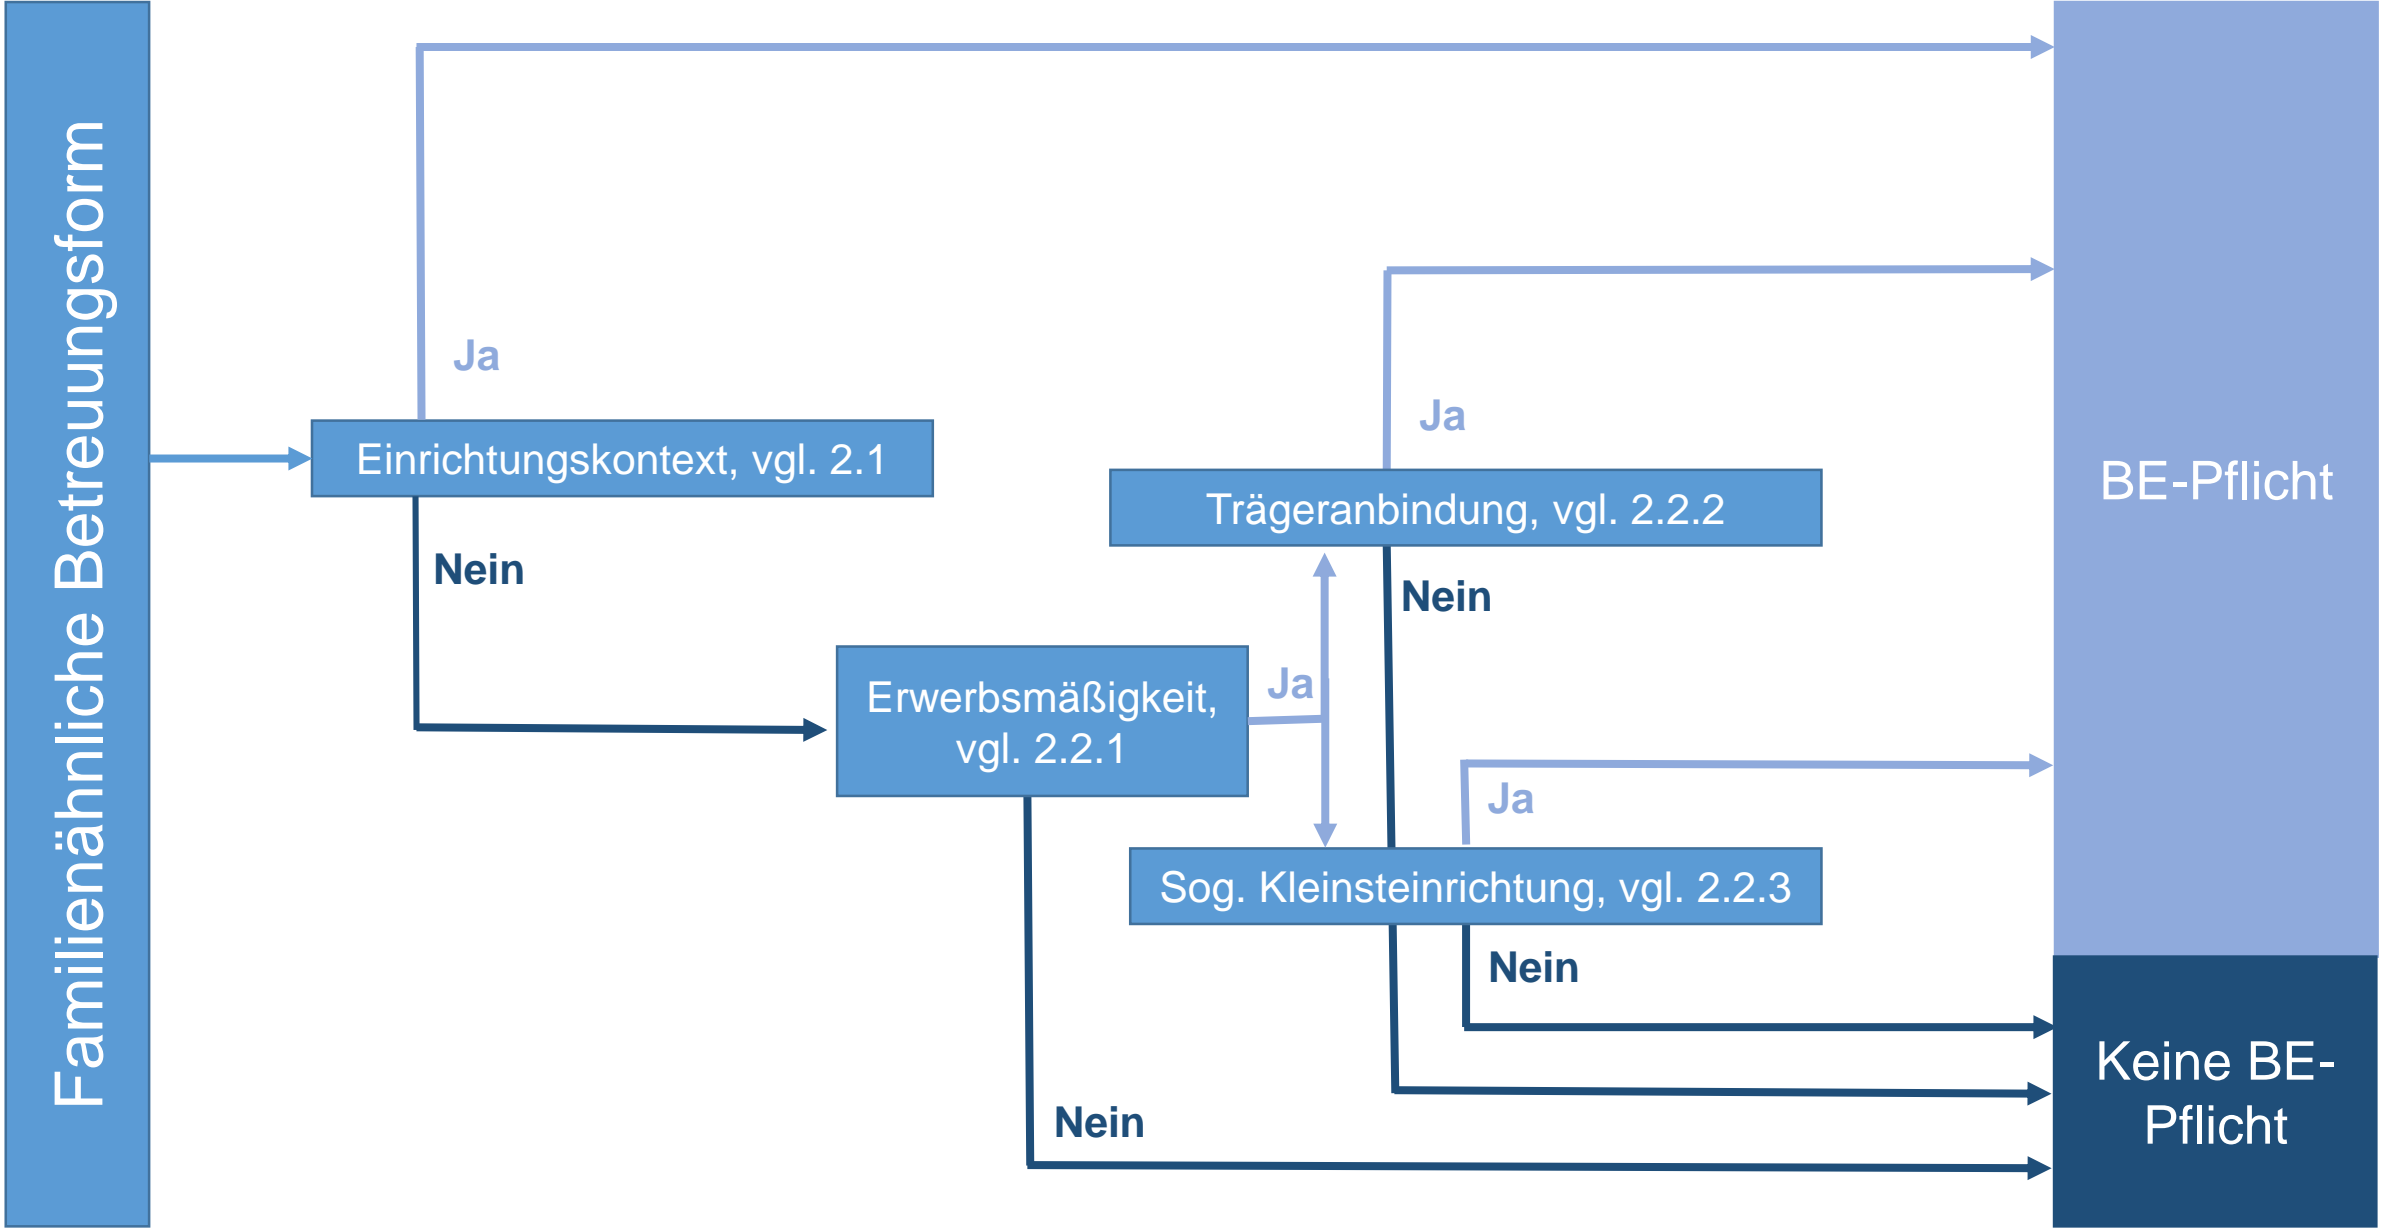 Familienähnliche Betreuungsform
Ja
Einrichtungskontext, vgl. 2.1
Nein
Erwerbsmäßigkeit,
vgl. 2.2.1
Ja
Nein
Ja
Trägeranbindung, vgl. 2.2.2
Nein
Ja
Sog. Kleinsteinrichtung, vgl. 2.2.3
Nein
BE-Pflicht
Keine BE-
Pflicht